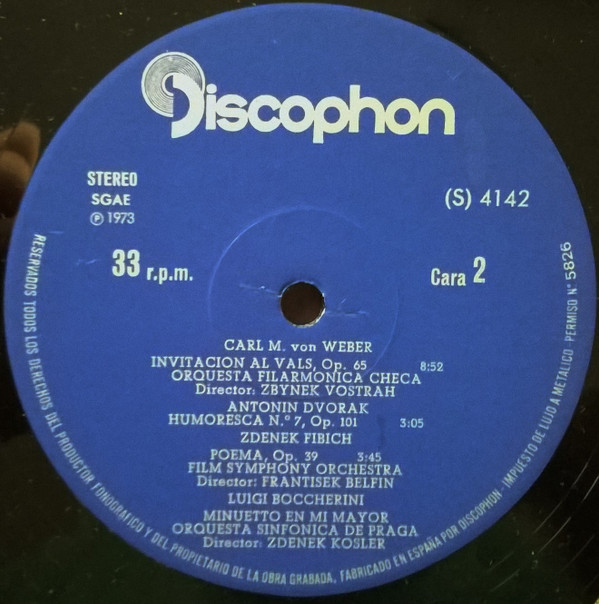 Discophon
STEREO
SGAE
℗ 1973
(S) 4142
33 r.p.m.
Cara 2
CARL M. von WEBER
INVITACION AL VALS, Op. 65 8:52
ORQUESTA FILARMONICA CHECA
Director: ZBYNEK VOSTRAH
ANTONIN DVORAK
HUMORESCA N.º 7, Op. 101 3:05
ZDENEK FIBICH
POEMA, Op. 39 3:45
FILM SYMPHONY ORCHESTRA
Director: FRANTISEK BELFIN
LUIGI BOCCHERINI
MINUETTO EN MI MAYOR
ORQUESTA SINFONICA DE PRAGA
Director: ZDENEK KOSLER
RESERVADOS TODOS LOS DERECHOS DEL PRODUCTOR FONOGRAFICO Y DEL PROPIETARIO DE LA OBRA GRABADA, FABRICADO EN ESPAÑA POR DISCOPHON - IMPUESTO DE LUJO A METALICO - PERMISO Nº 5826